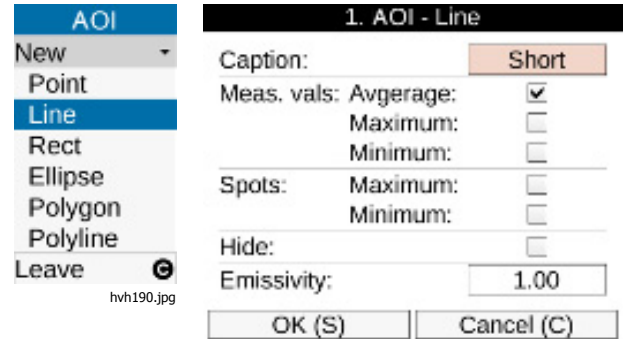 AOI
New
Point
Line
Rect
Ellipse
Polygon
Polyline
Leave C
hvh190.jpg
1. AOI - Line
Caption: Short
Meas. vals: Avgerage:
Maximum:
Minimum:
Spots: Maximum:
Minimum:
Hide:
Emissivity: 1.00
OK (S) Cancel (C)